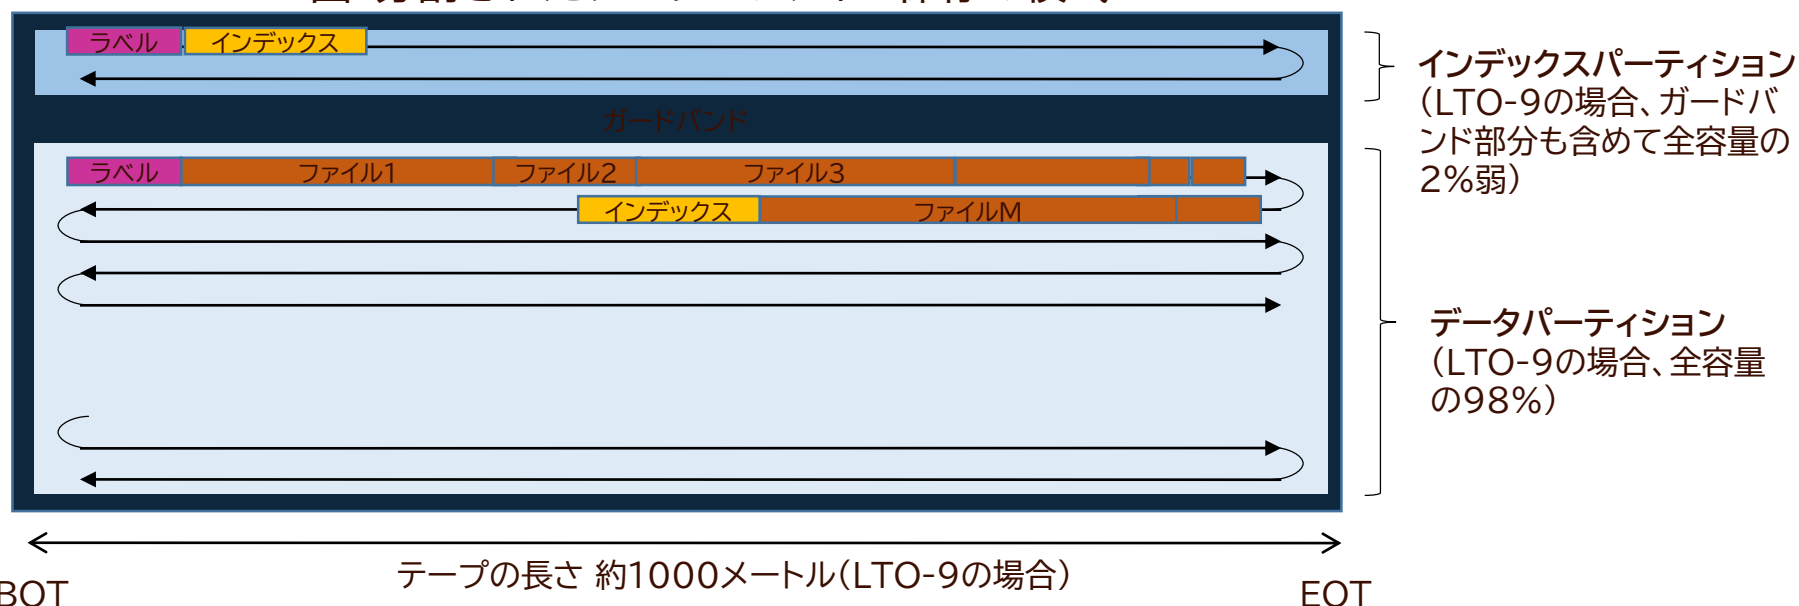 ラベル
インデックス
ガードバンド
ラベル
ファイル1
ファイル2
ファイル3
インデックス
ファイルM
インデックスパーティション
(LTO-9の場合、ガードバ
ンド部分も含めて全容量の
2%弱)
データパーティション
(LTO-9の場合、全容量
の98%)
テープの長さ 約1000メートル(LTO-9の場合)
BOT
EOT